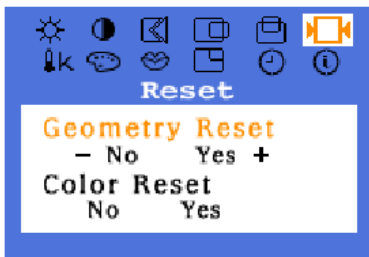 k
Reset
Geometry Reset
– No Yes +
Color Reset
No Yes